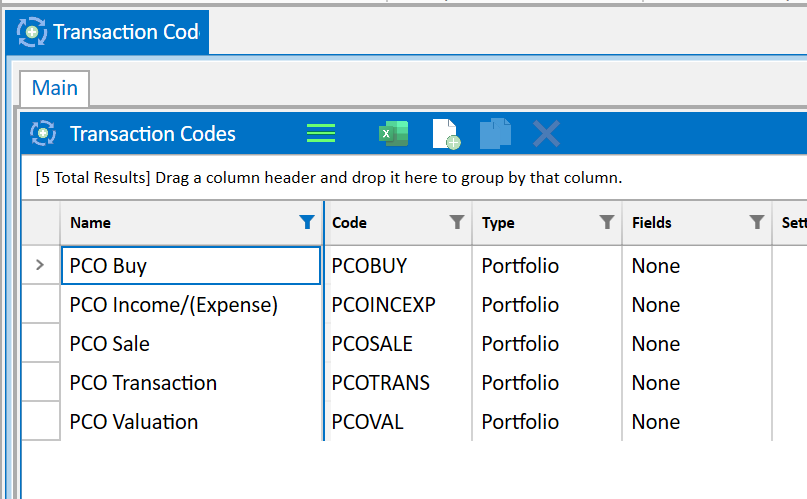 Transaction Cod
Main
Transaction Codes
[5 Total Results] Drag a column header and drop it here to group by that column.
Name Code Type Fields Sett
PCO Buy PCOBUY Portfolio None
PCO Income/(Expense) PCOINCEXP Portfolio None
PCO Sale PCOSALE Portfolio None
PCO Transaction PCOTRANS Portfolio None
PCO Valuation PCOVAL Portfolio None